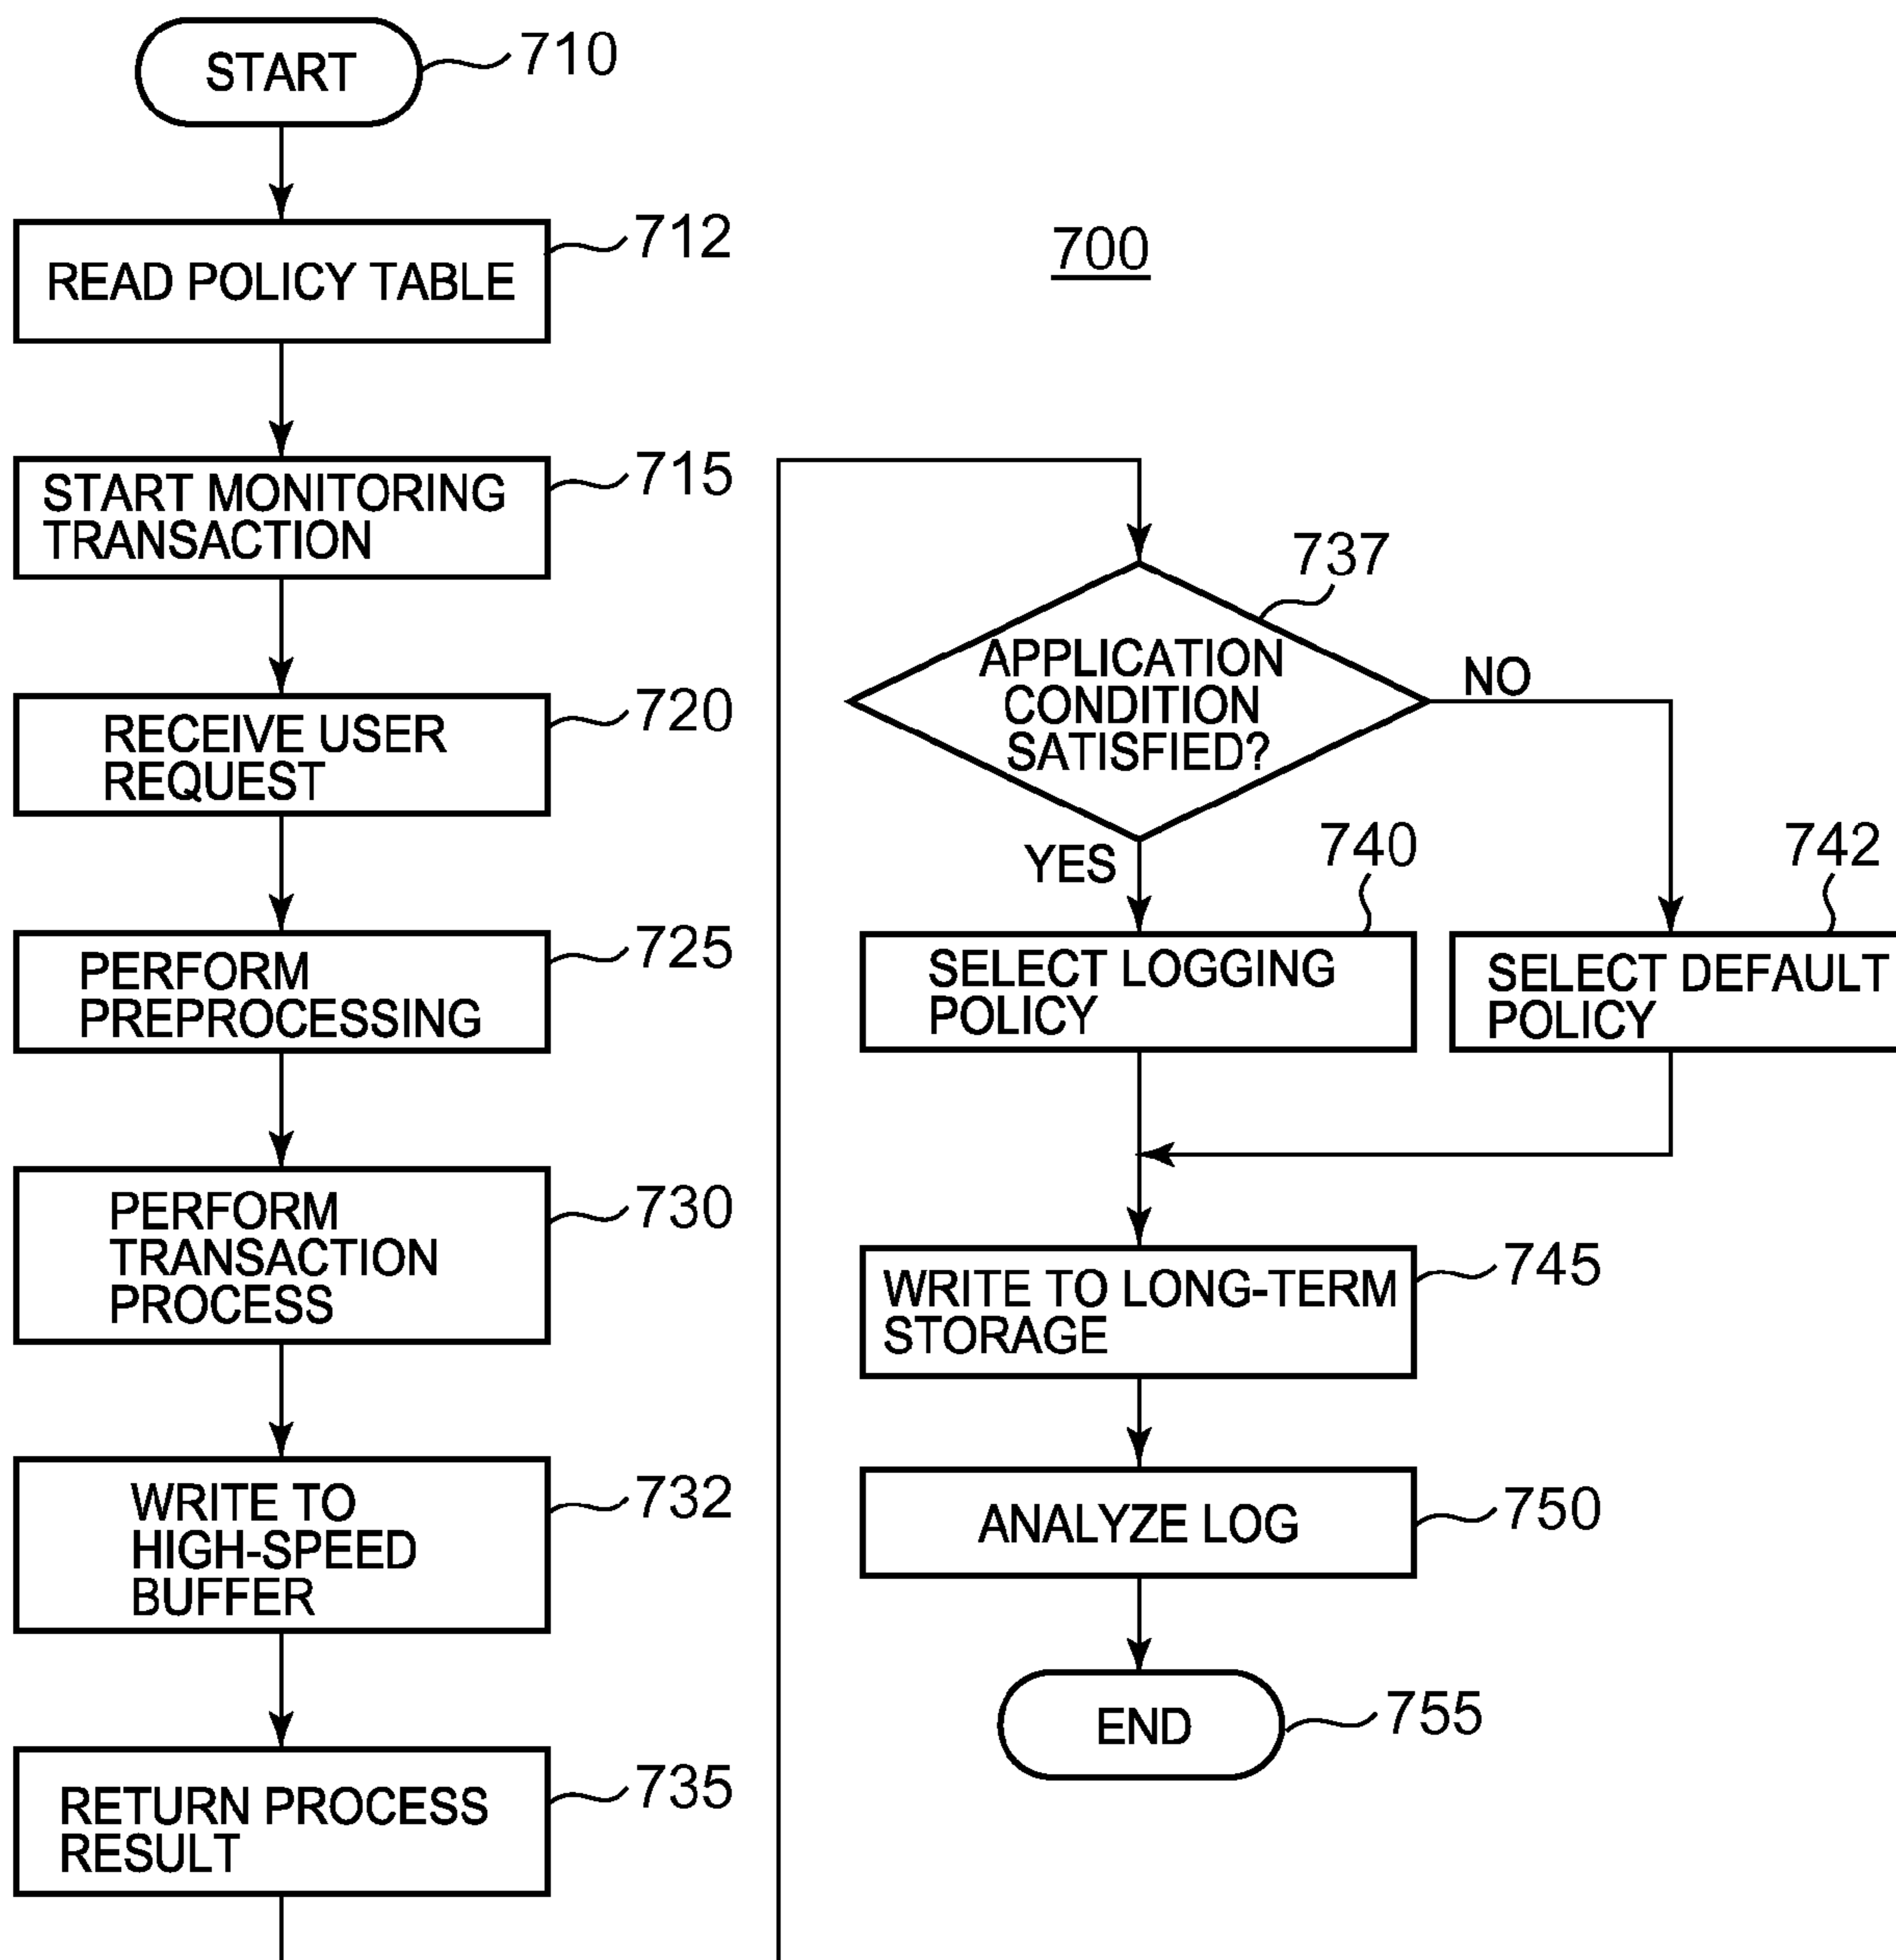 START
710
READ POLICY TABLE
712
START MONITORING
TRANSACTION
715
RECEIVE USER
REQUEST
720
PERFORM
PREPROCESSING
725
PERFORM
TRANSACTION
PROCESS
730
WRITE TO
HIGH-SPEED
BUFFER
732
RETURN PROCESS
RESULT
735
700
737
APPLICATION
CONDITION
SATISFIED?
NO
YES
740
SELECT LOGGING
POLICY
742
SELECT DEFAULT
POLICY
WRITE TO LONG-TERM
STORAGE
745
ANALYZE LOG
750
END
755